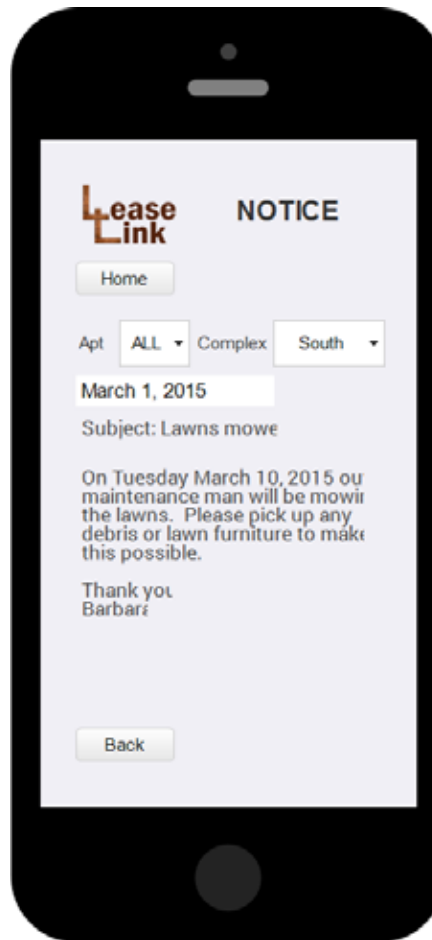 Lease
Link
NOTICE
Home
Apt ALL Complex South
March 1, 2015
Subject: Lawns mowe
On Tuesday March 10, 2015 ou
maintenance man will be mowin
the lawns. Please pick up any
debris or lawn furniture to make
this possible.
Thank you
Barbara
Back